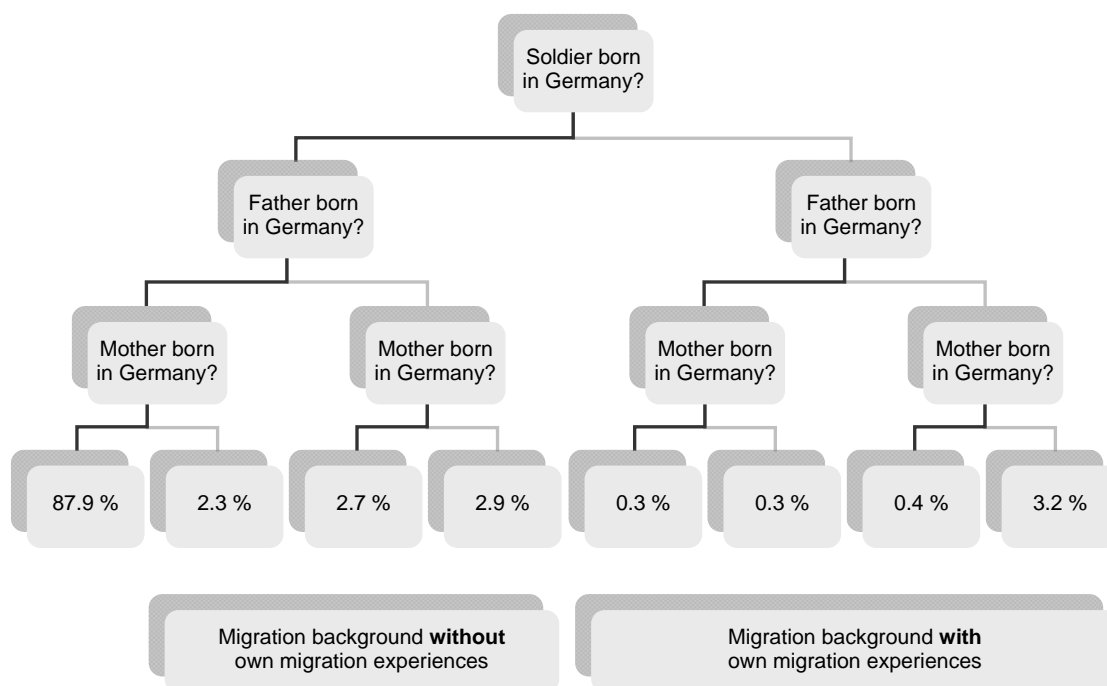 Soldier born
in Germany?
Father born
in Germany?
Father born
in Germany?
Mother born
in Germany?
Mother born
in Germany?
Mother born
in Germany?
Mother born
in Germany?
87.9 %
2.3 %
2.7 %
2.9 %
0.3 %
0.3 %
0.4 %
3.2 %
Migration background without
own migration experiences
Migration background with
own migration experiences